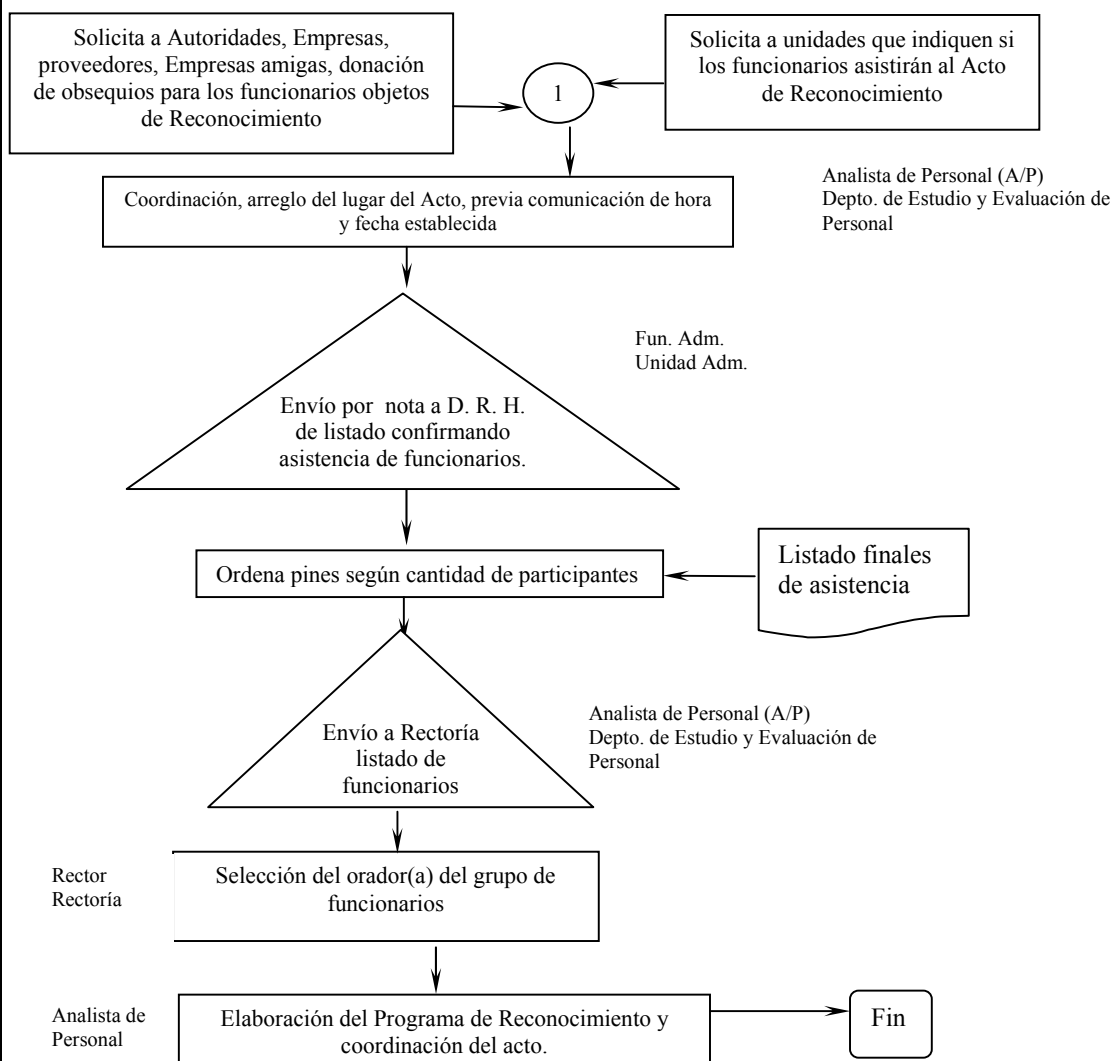 Solicita a Autoridades, Empresas,
proveedores, Empresas amigas, donación
de obsequios para los funcionarios objetos
de Reconocimiento
1
Solicita a unidades que indiquen si
los funcionarios asistirán al Acto
de Reconocimiento
Coordinación, arreglo del lugar del Acto, previa comunicación de hora
y fecha establecida
Analista de Personal (A/P)
Depto. de Estudio y Evaluación de
Personal
Fun. Adm.
Unidad Adm.
Envío por nota a D. R. H.
de listado confirmando
asistencia de funcionarios.
Ordena pines según cantidad de participantes
Listado finales
de asistencia
Envío a Rectoría
listado de
funcionarios
Analista de Personal (A/P)
Depto. de Estudio y Evaluación de
Personal
Rector
Rectoría
Selección del orador(a) del grupo de
funcionarios
Analista de
Personal
Elaboración del Programa de Reconocimiento y
coordinación del acto.
Fin